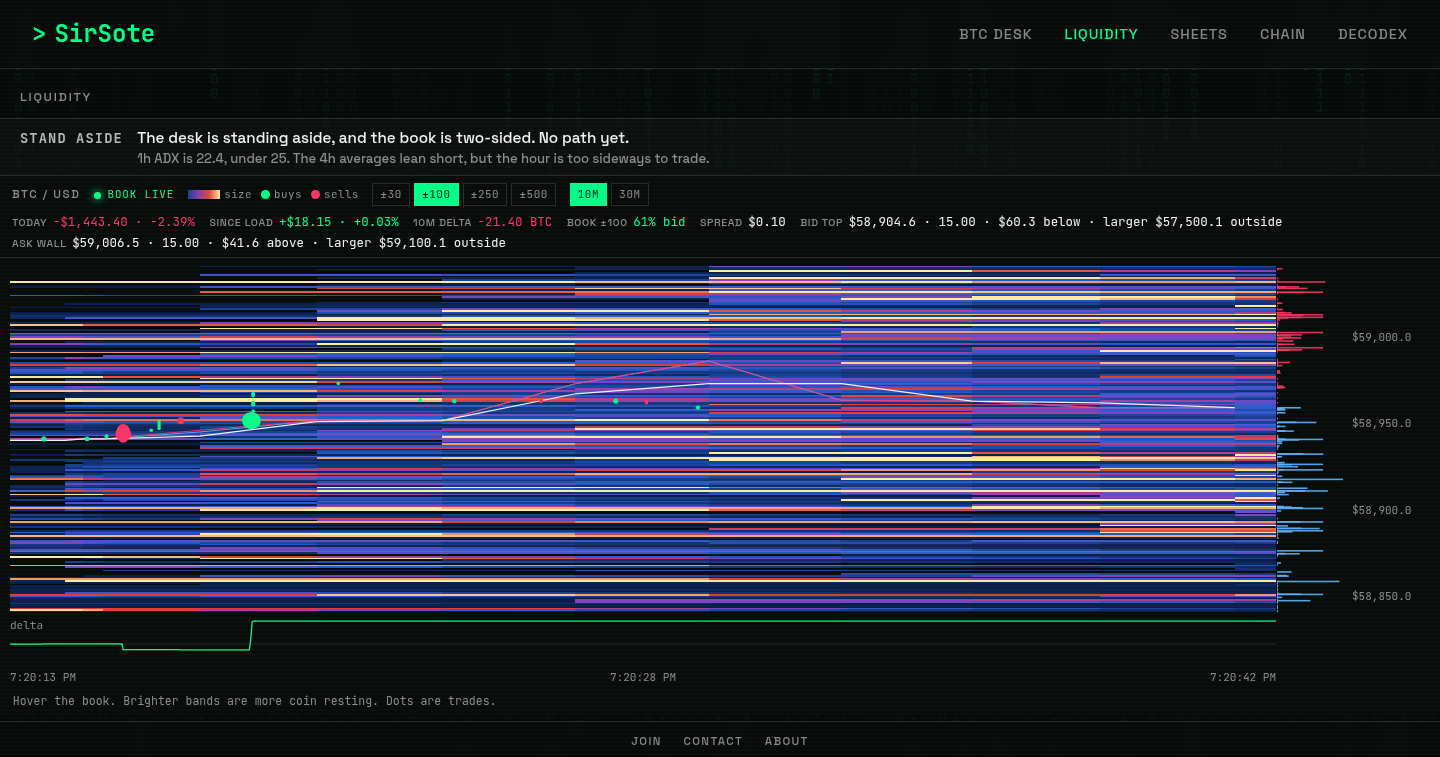 > SirSote
BTC DESK LIQUIDITY SHEETS CHAIN DECODEX
LIQUIDITY
STAND ASIDE The desk is standing aside, and the book is two-sided. No path yet.
1h ADX is 22.4, under 25. The 4h averages lean short, but the hour is too sideways to trade.
BTC / USD BOOK LIVE size buys sells ±30 ±100 ±250 ±500 10M 30M
TODAY -$1,443.40 · -2.39% SINCE LOAD +$18.15 · +0.03% 10M DELTA -21.40 BTC BOOK ±100 61% bid SPREAD $0.10 BID TOP $58,904.6 · 15.00 · $60.3 below · larger $57,500.1 outside
ASK WALL $59,006.5 · 15.00 · $41.6 above · larger $59,100.1 outside
$59,000.0
$58,950.0
$58,900.0
$58,850.0
delta
7:20:13 PM 7:20:28 PM 7:20:42 PM
Hover the book. Brighter bands are more coin resting. Dots are trades.
JOIN CONTACT ABOUT